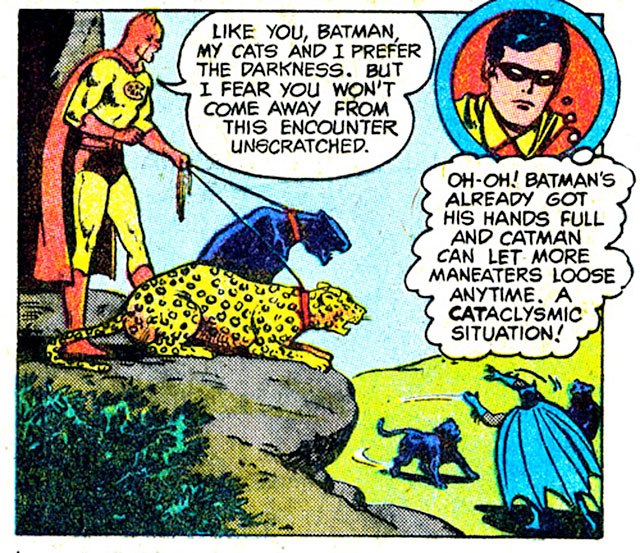 LIKE YOU, BATMAN,
MY CATS AND I PREFER
THE DARKNESS. BUT
I FEAR YOU WON'T
COME AWAY FROM
THIS ENCOUNTER
UNSCRATCHED.
OH-OH! BATMAN'S
ALREADY GOT
HIS HANDS FULL
AND CATMAN
CAN LET MORE
MANEATERS LOOSE
ANYTIME. A
CATACLYSMIC
SITUATION!